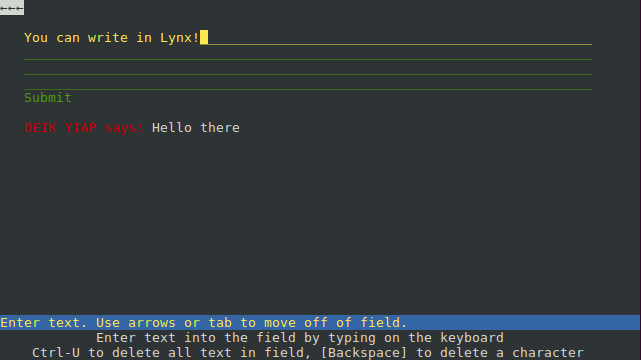 ←←←
You can write in Lynx!
Submit
DEIK YIAP says: Hello there
Enter text. Use arrows or tab to move off of field.
Enter text into the field by typing on the keyboard
Ctrl-U to delete all text in field, [Backspace] to delete a character